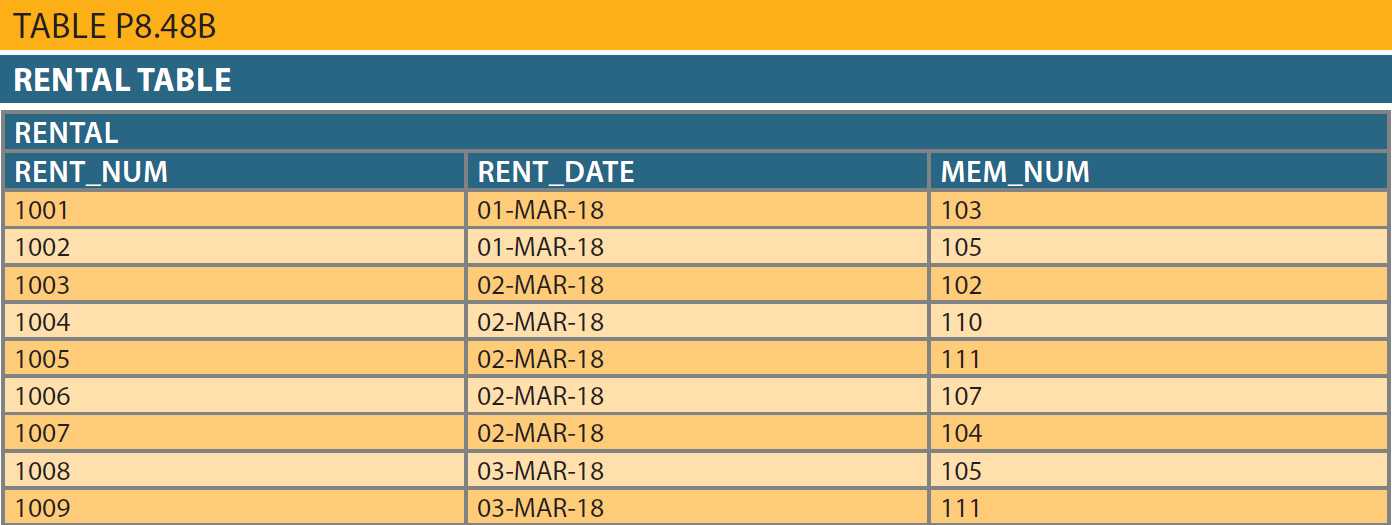 TABLE P8.48B
RENTAL TABLE
RENTAL
RENT_NUM RENT_DATE MEM_NUM
1001 01-MAR-18 103
1002 01-MAR-18 105
1003 02-MAR-18 102
1004 02-MAR-18 110
1005 02-MAR-18 111
1006 02-MAR-18 107
1007 02-MAR-18 104
1008 03-MAR-18 105
1009 03-MAR-18 111